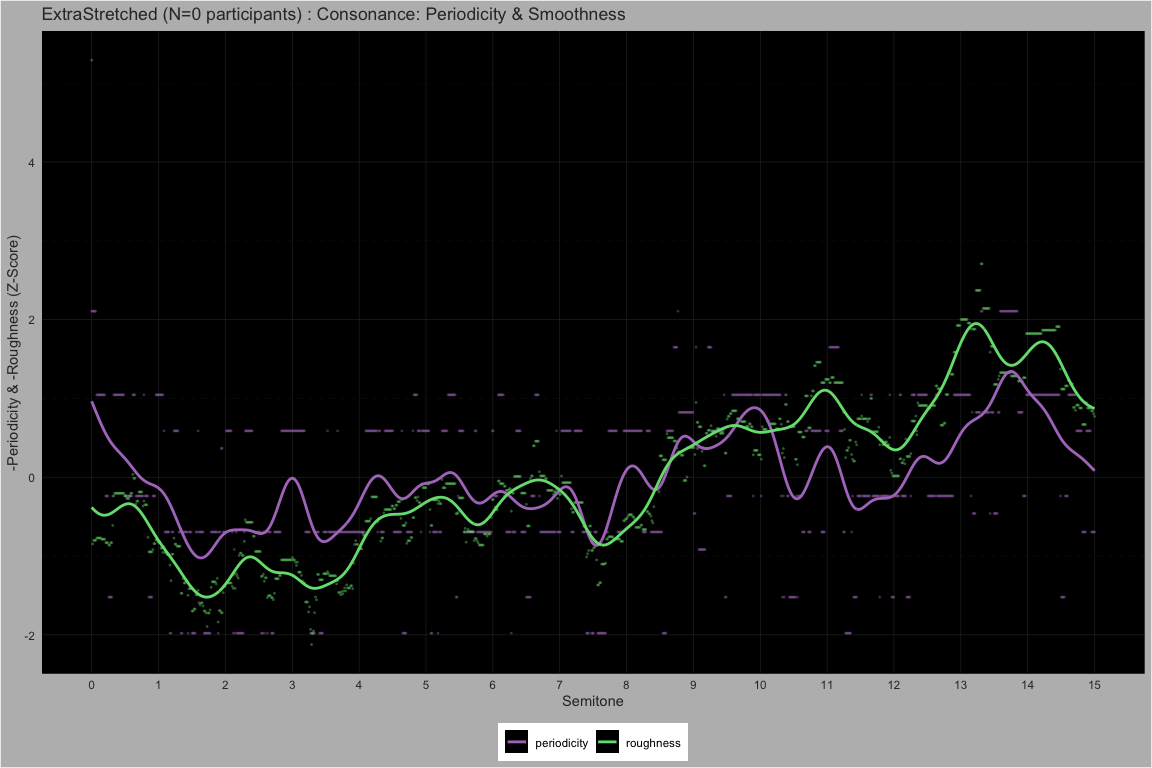 ExtraStretched (N=0 participants) : Consonance: Periodicity & Smoothness
-Periodicity & -Roughness (Z-Score)
4
2
0
-2
0 1 2 3 4 5 6 7 8 9 10 11 12 13 14 15
Semitone
periodicity roughness